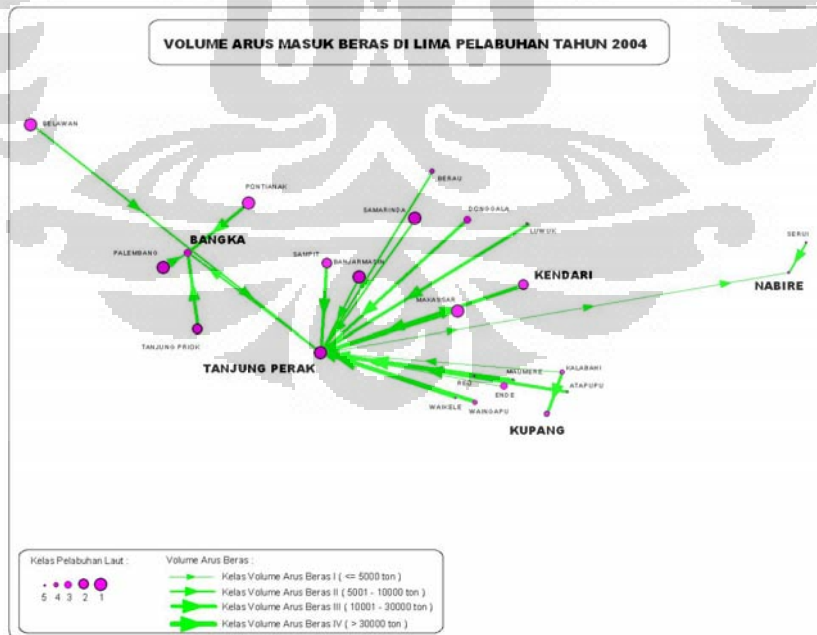 VOLUME ARUS MASUK BERAS DI LIMA PELABUHAN TAHUN 2004
BELAWAN
BERAU
PONTIANAK
SAMARINDA
DONGGALA
LUWUK
SERUI
BANGKA
PALEMBANG
SAMPIT
BANJARMASIN
KENDARI
NABIRE
MAKASSAR
TANJUNG PRIOK
TANJUNG PERAK
REO
MAUMERE
KALABAHI
ENDE
ATAPUPU
WAIKELE
WAINGAPU
KUPANG
Kelas Pelabuhan Laut :
5 4 3 2 1
Volume Arus Beras :
Kelas Volume Arus Beras I ( <= 5000 ton )
Kelas Volume Arus Beras II ( 5001 - 10000 ton )
Kelas Volume Arus Beras III ( 10001 - 30000 ton )
Kelas Volume Arus Beras IV ( > 30000 ton )